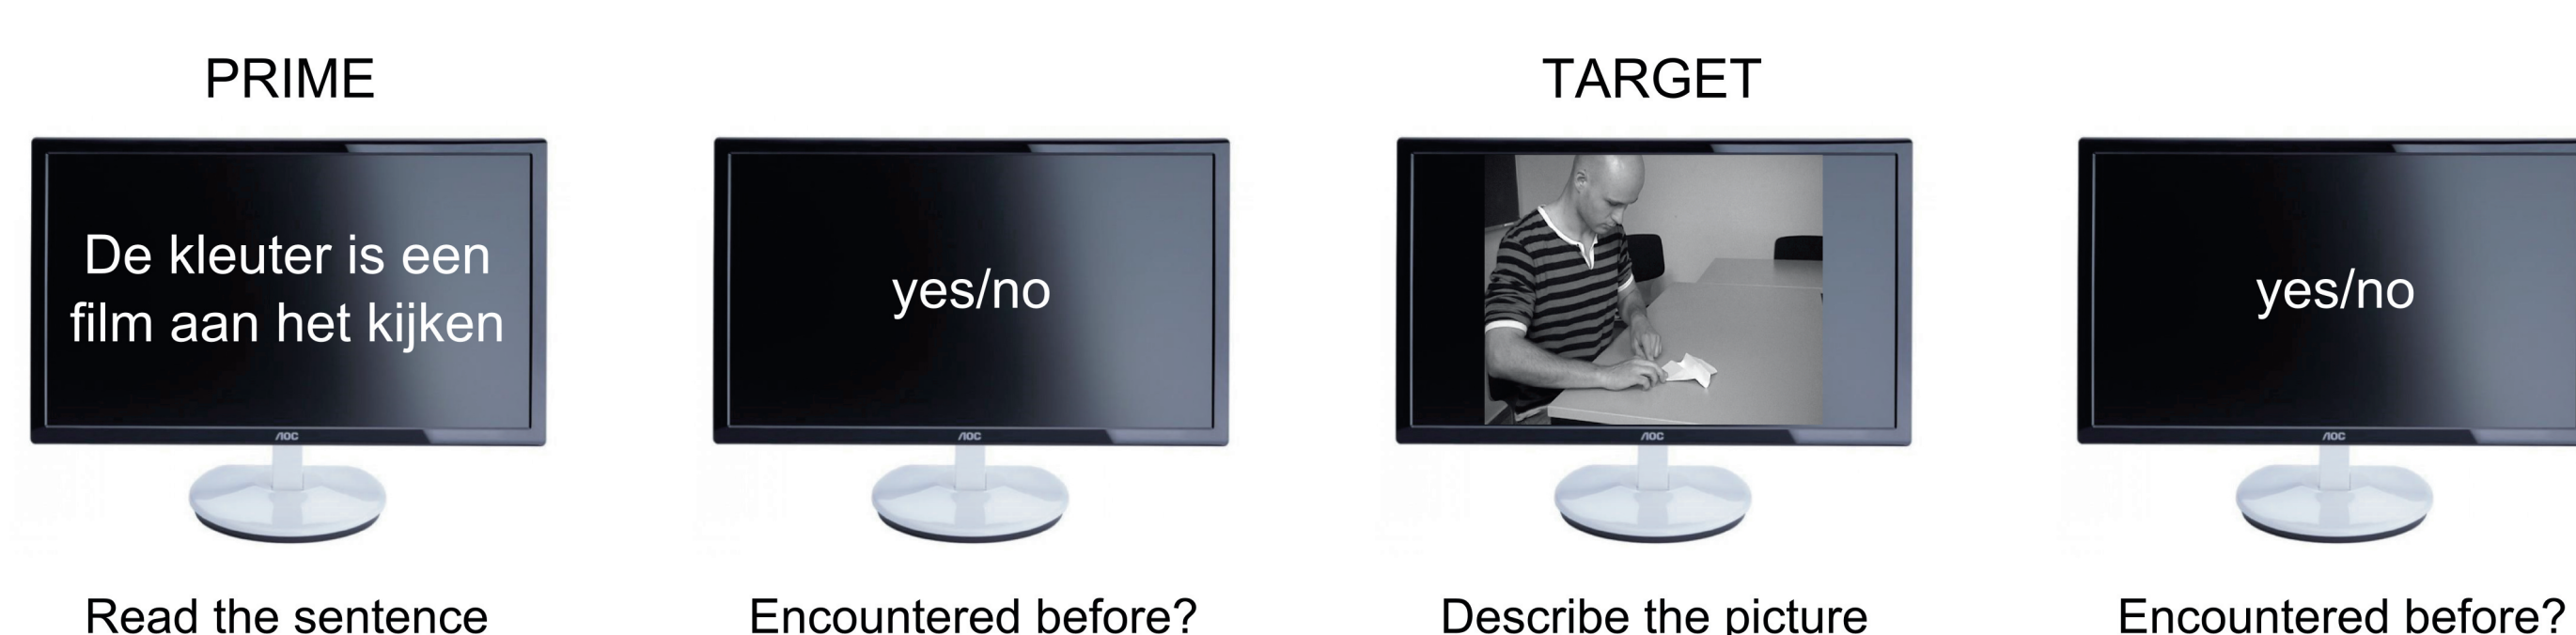 PRIME
TARGET
De kleuter is een
film aan het kijken
yes/no
yes/no
AOC
AOC
AOC
AOC
Read the sentence
Encountered before?
Describe the picture
Encountered before?